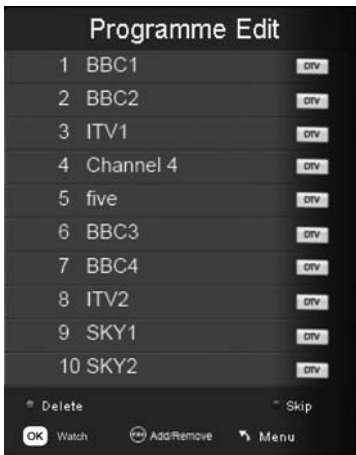 Programme Edit
1 BBC1 DTV
2 BBC2 DTV
3 ITV1 DTV
4 Channel 4 DTV
5 five DTV
6 BBC3 DTV
7 BBC4 DTV
8 ITV2 DTV
9 SKY1 DTV
10 SKY2 DTV
Delete Skip
OK Watch Add/Remove Menu